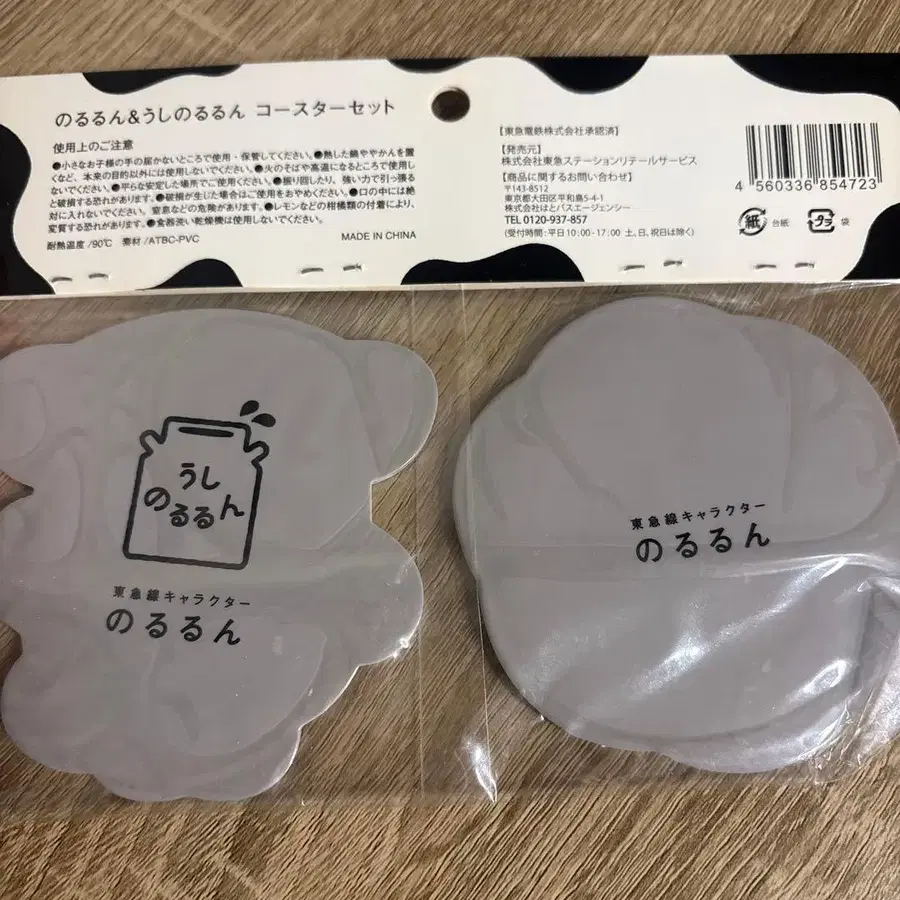 のるるん&うしのるるん コースターセット
使用上のご注意
●小さなお子様の手の届かないところで使用・保管してください。●熱した鍋ややかんを置
くなど、本来の目的以外には使用しないでください。●火のそばや高温になるところで使用し
ないでください。●平らな安定した場所でご使用ください。●振り回したり、強い力で引っ張る
と破損する恐れがあります。●破損が生じた場合はご使用をおやめください。●口の中には絶
対に入れないでください。窒息などの危険があります。●レモンなどの柑橘類の付着により、
変質する恐れがあります。●食器洗い乾燥機は使用しないでください。
耐熱温度/90℃ 素材/ATBC-PVC
MADE IN CHINA
【東急電鉄株式会社承認済】
【発売元】
株式会社東急ステーションリテールサービス
【商品に関するお問い合わせ】
〒143-8512
東京都大田区平和島5-4-1
株式会社はとバスエージェンシー
TEL 0120-937-857
(受付時間:平日10:00-17:00 土、日、祝日は除く)
4 560336 854723
紙 台紙
プラ 袋
うし
のるるん
東急線キャラクター
のるるん
東急線キャラクター
のるるん